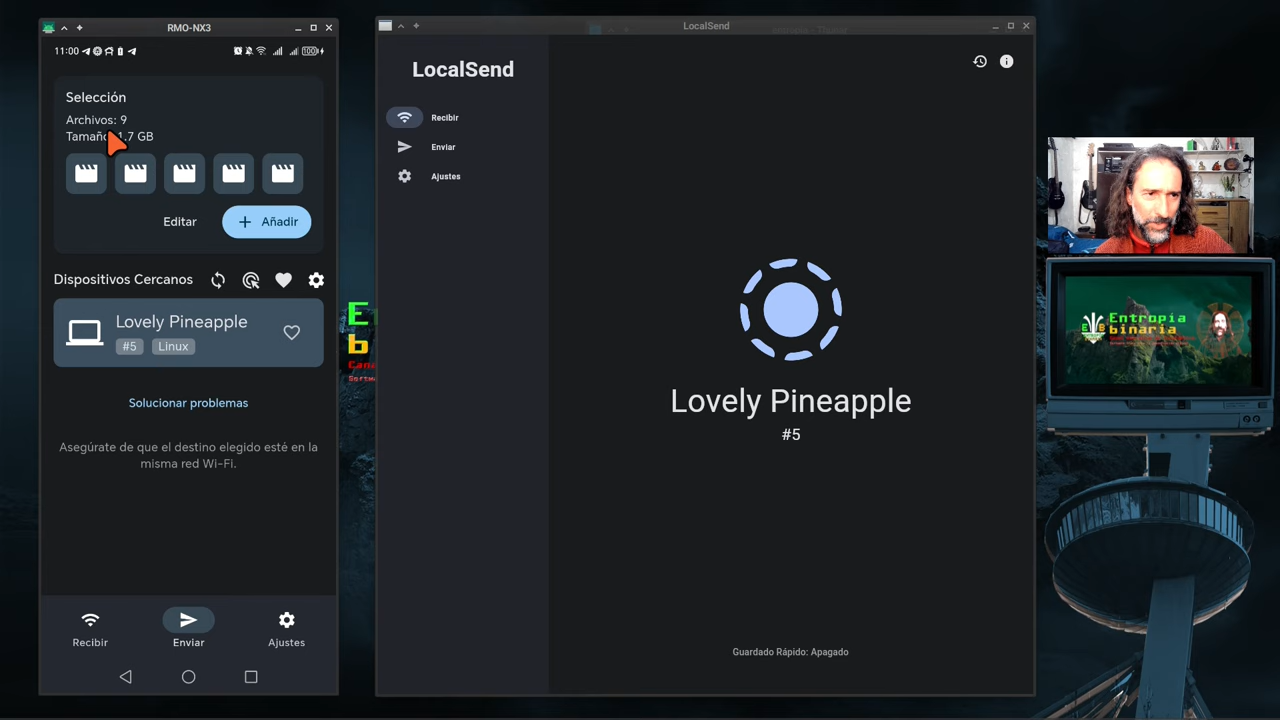 RMO-NX3
11:00
100
Selección
Archivos: 9
Tamaño: 1.7 GB
Editar
+ Añadir
Dispositivos Cercanos
Lovely Pineapple
#5 Linux
Solucionar problemas
Asegúrate de que el destino elegido esté en la
misma red Wi-Fi.
Recibir
Enviar
Ajustes
LocalSend
LocalSend
Recibir
Enviar
Ajustes
Lovely Pineapple
#5
Guardado Rápido: Apagado
E
b
Entropia
binaria
E B